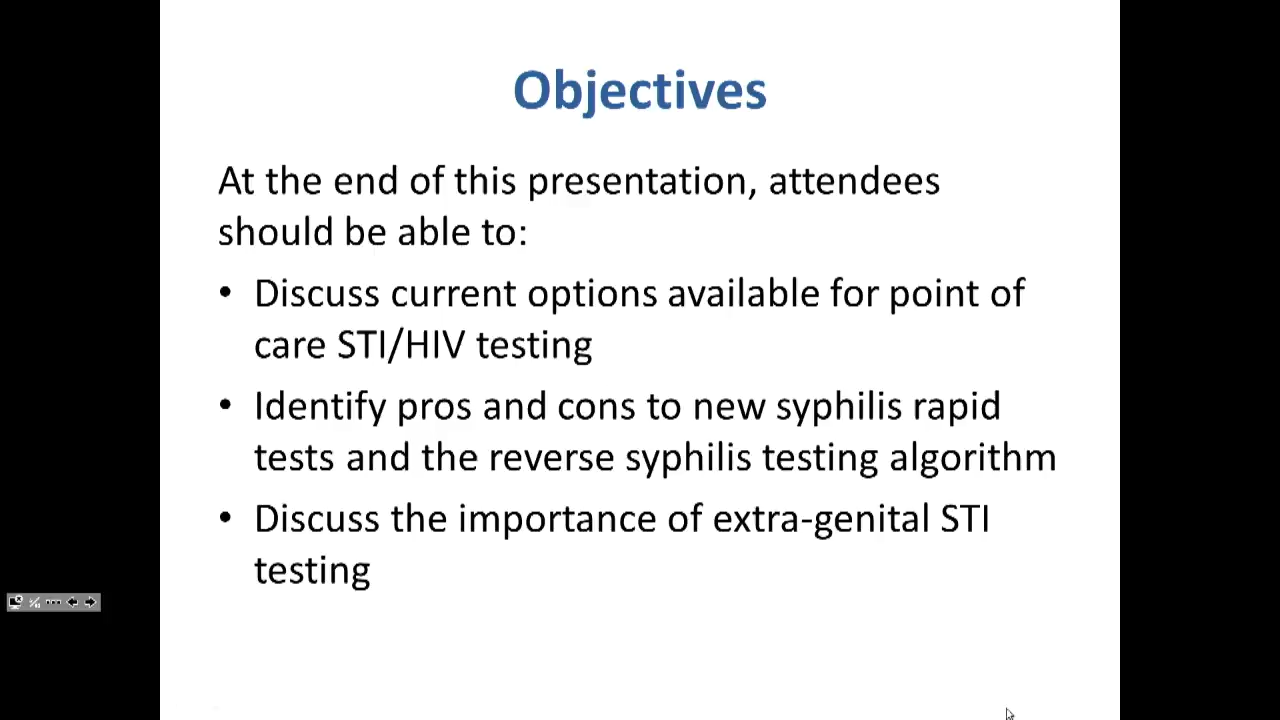 Objectives
At the end of this presentation, attendees
should be able to:
• Discuss current options available for point of
care STI/HIV testing
• Identify pros and cons to new syphilis rapid
tests and the reverse syphilis testing algorithm
• Discuss the importance of extra-genital STI
testing